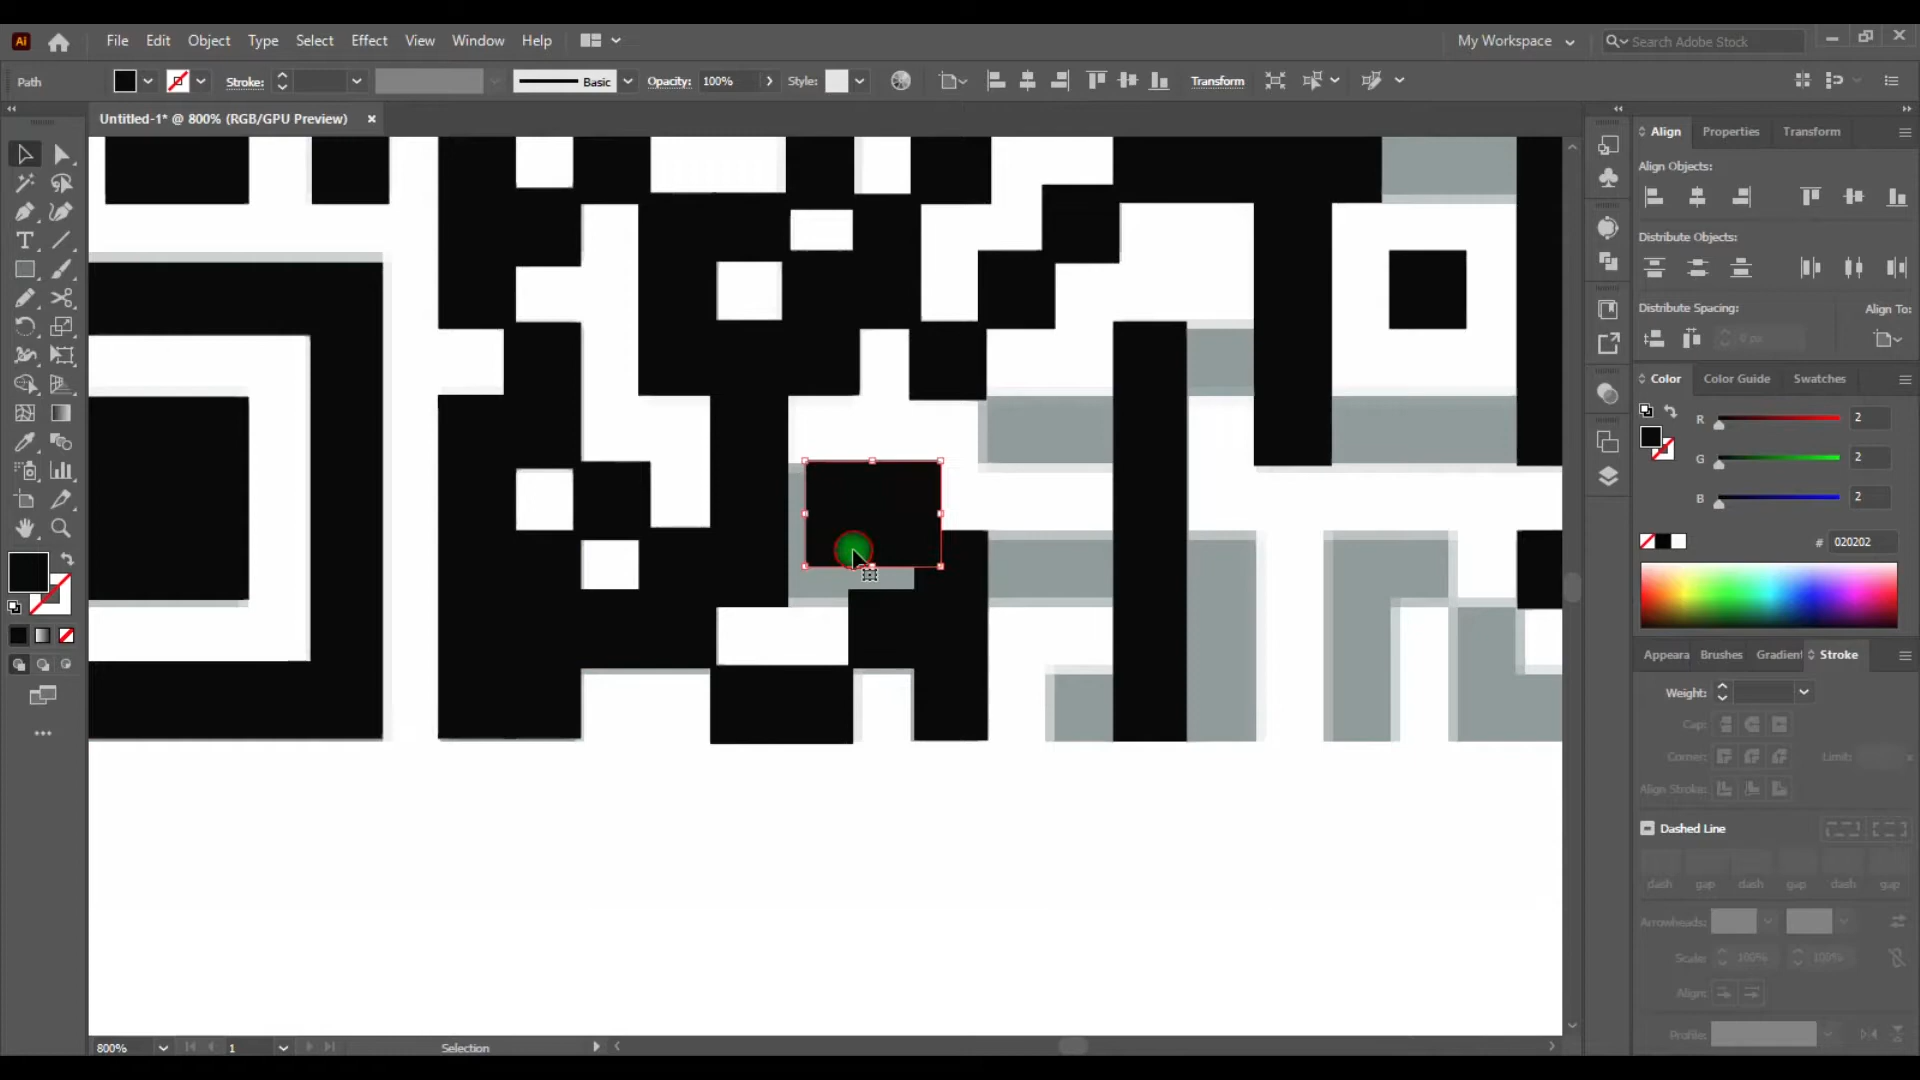 Ai File Edit Object Type Select Effect View Window Help My Workspace Search Adobe Stock
Path Stroke: Basic Opacity: 100% Style: Transform
Untitled-1* @ 800% (RGB/GPU Preview)
Align Properties Transform
Align Objects:
Distribute Objects:
Distribute Spacing: Align To:
0 px
Color Color Guide Swatches
R 2
G 2
B 2
# 020202
Appeara Brushes Gradient Stroke
Weight:
Cap:
Corner: Limit: x
Align Stroke:
Dashed Line
dash gap dash gap dash gap
Arrowheads:
Scale: 100% 100%
Align:
Profile:
800% 1 Selection